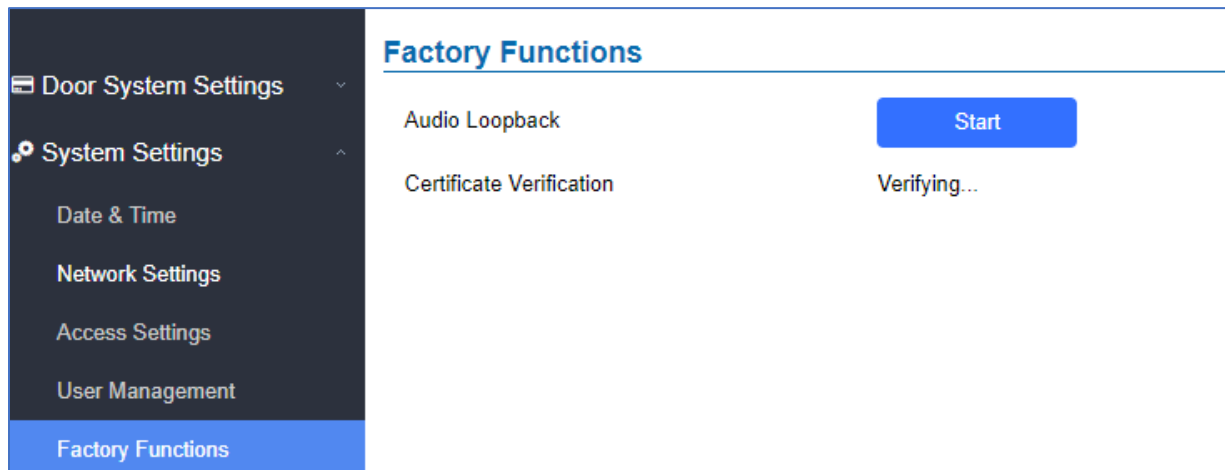 Door System Settings
System Settings
Date & Time
Network Settings
Access Settings
User Management
Factory Functions
Factory Functions
Audio Loopback
Start
Certificate Verification
Verifying...